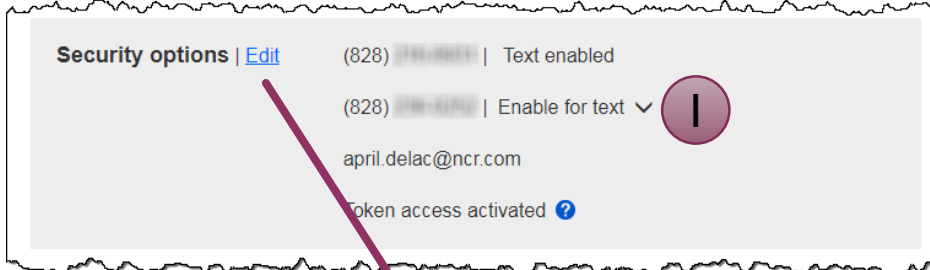 Security options | Edit (828) | Text enabled
(828) | Enable for text I
april.delac@ncr.com
Token access activated ?